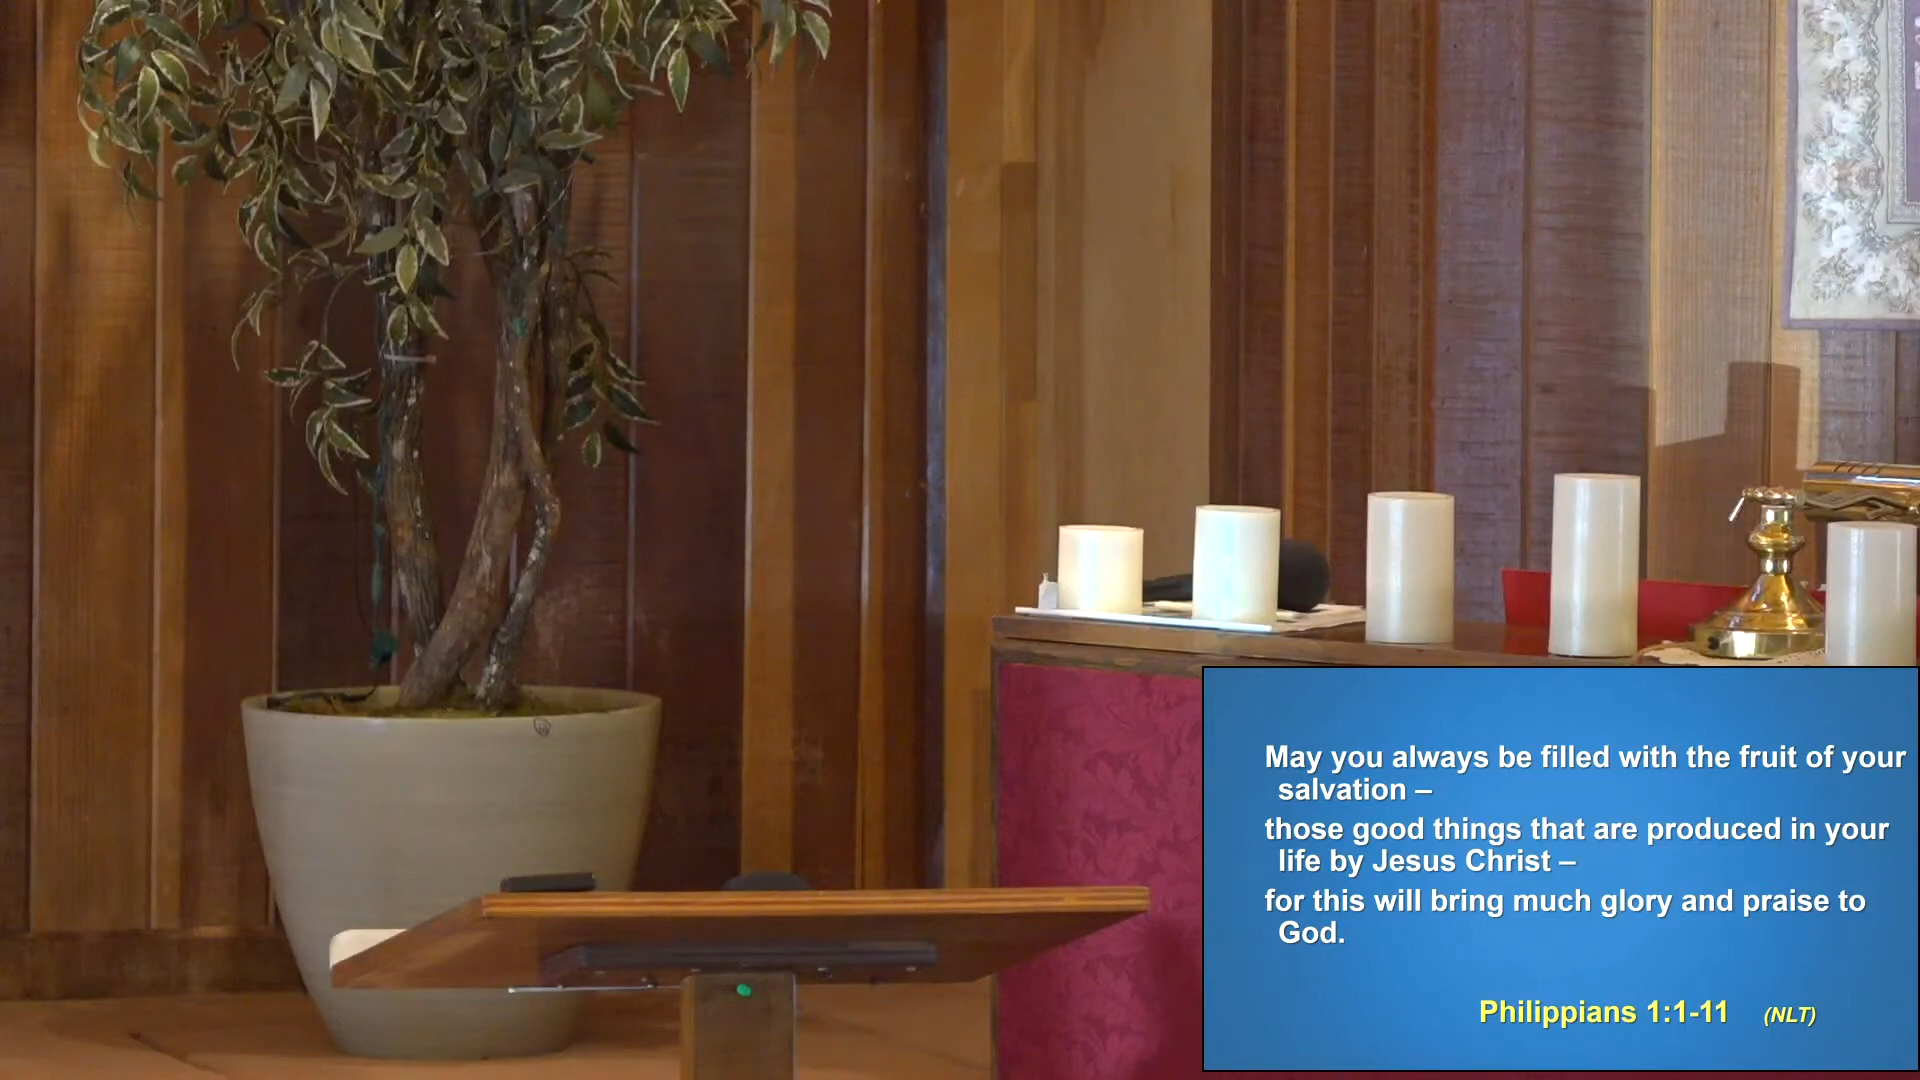 May you always be filled with the fruit of your
salvation –
those good things that are produced in your
life by Jesus Christ –
for this will bring much glory and praise to
God.
Philippians 1:1-11 (NLT)